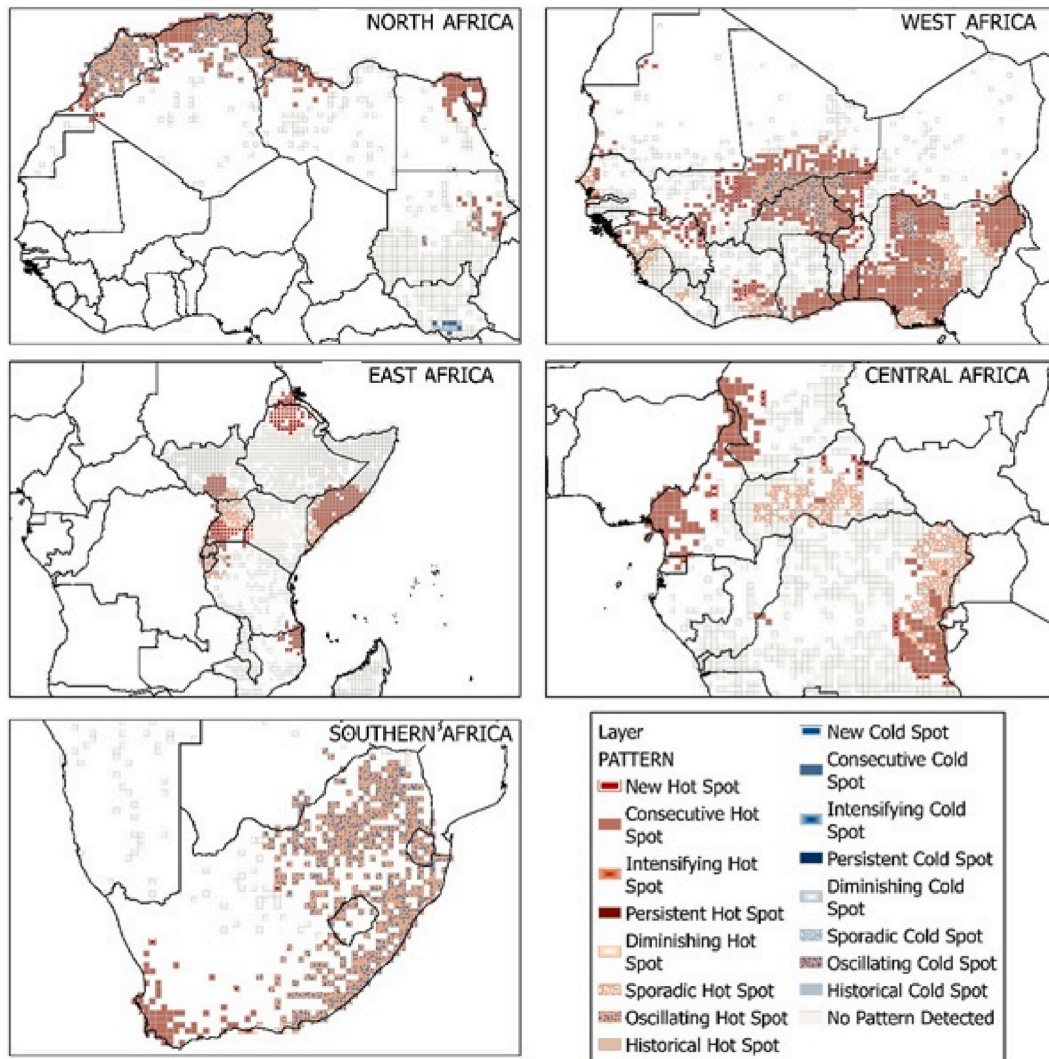 NORTH AFRICA
WEST AFRICA
EAST AFRICA
CENTRAL AFRICA
SOUTHERN AFRICA
Layer
PATTERN
New Hot Spot
Consecutive Hot
Spot
Intensifying Hot
Spot
Persistent Hot Spot
Diminishing Hot
Spot
Sporadic Hot Spot
Oscillating Hot Spot
Historical Hot Spot
New Cold Spot
Consecutive Cold
Spot
Intensifying Cold
Spot
Persistent Cold Spot
Diminishing Cold
Spot
Sporadic Cold Spot
Oscillating Cold Spot
Historical Cold Spot
No Pattern Detected